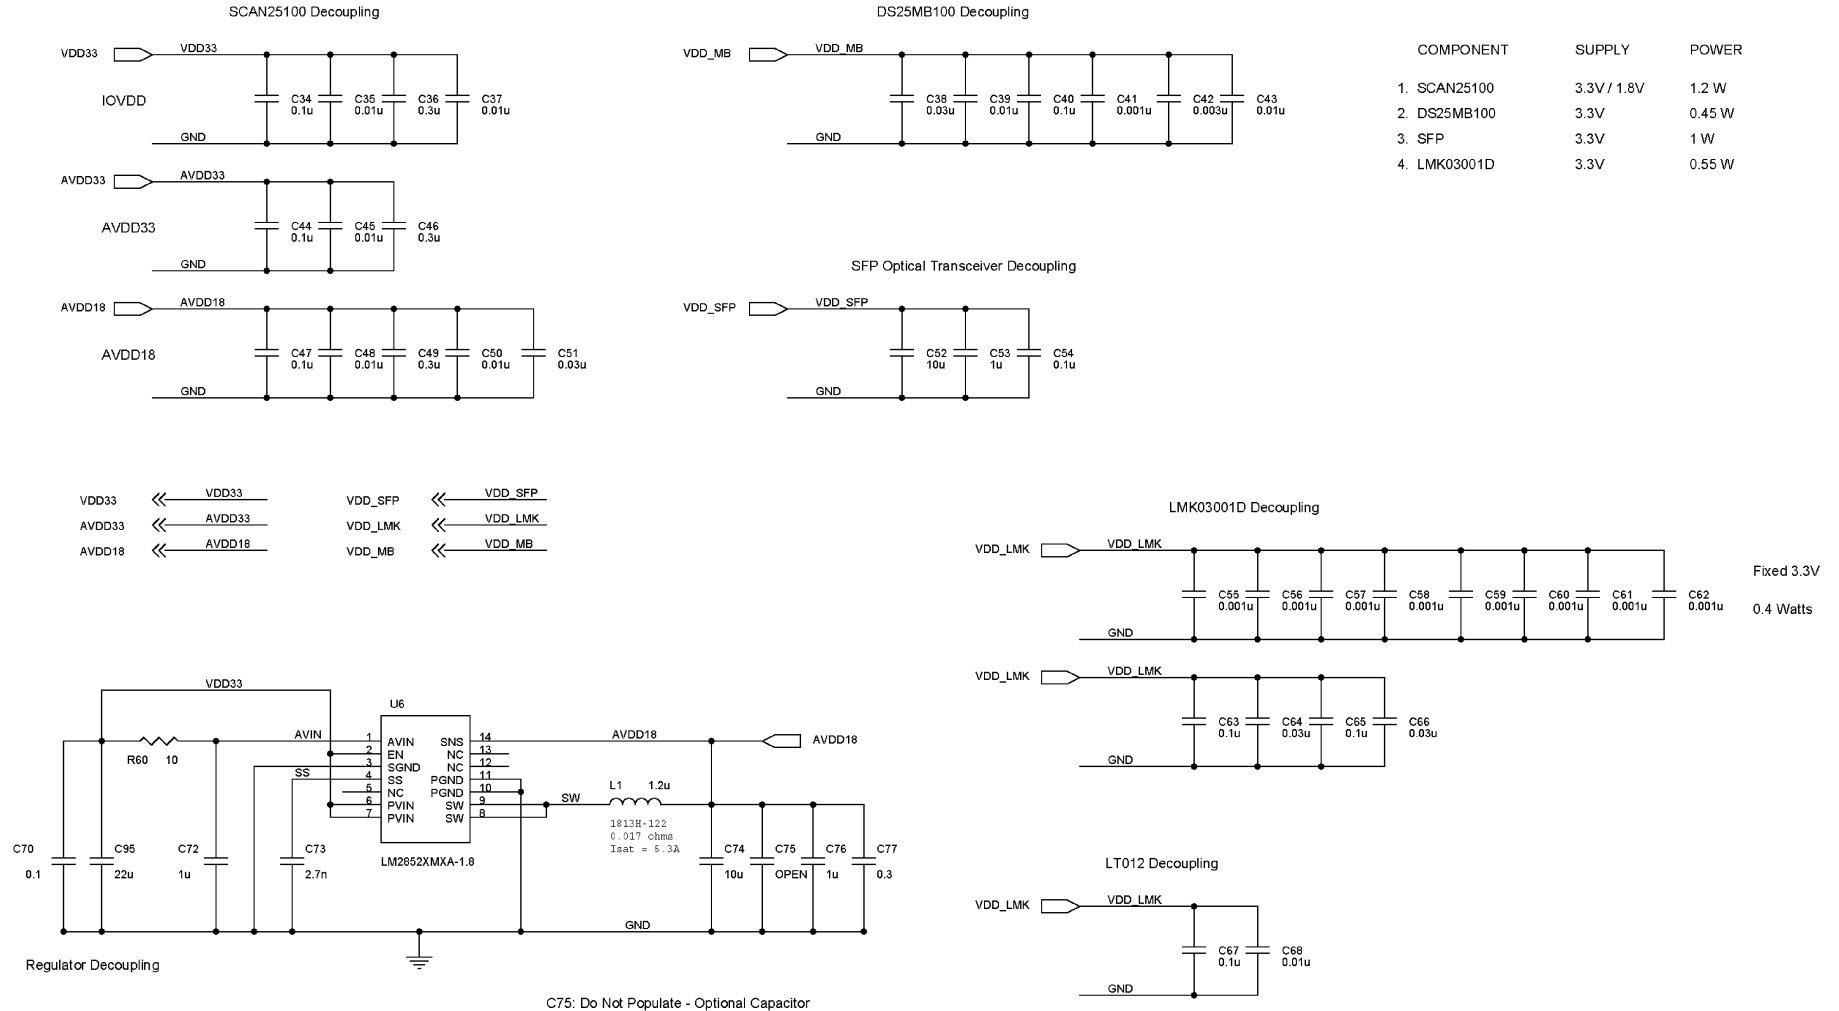 SCAN25100 Decoupling
VDD33 VDD33
IOVDD
C34 C35 C36 C37
0.1u 0.01u 0.3u 0.01u
GND
AVDD33 AVDD33
AVDD33
C44 C45 C46
0.1u 0.01u 0.3u
GND
AVDD18 AVDD18
AVDD18
C47 C48 C49 C50 C51
0.1u 0.01u 0.3u 0.01u 0.03u
GND
DS25MB100 Decoupling
VDD_MB VDD_MB
C38 C39 C40 C41 C42 C43
0.03u 0.01u 0.1u 0.001u 0.003u 0.01u
GND
COMPONENT SUPPLY POWER
1. SCAN25100 3.3V / 1.8V 1.2 W
2. DS25MB100 3.3V 0.45 W
3. SFP 3.3V 1 W
4. LMK03001D 3.3V 0.55 W
SFP Optical Transceiver Decoupling
VDD_SFP VDD_SFP
C52 C53 C54
10u 1u 0.1u
GND
VDD33 VDD33 VDD_SFP VDD_SFP
AVDD33 AVDD33 VDD_LMK VDD_LMK
AVDD18 AVDD18 VDD_MB VDD_MB
LMK03001D Decoupling
VDD_LMK VDD_LMK
C55 C56 C57 C58 C59 C60 C61 C62
0.001u 0.001u 0.001u 0.001u 0.001u 0.001u 0.001u 0.001u
GND
Fixed 3.3V
0.4 Watts
VDD_LMK VDD_LMK
C63 C64 C65 C66
0.1u 0.03u 0.1u 0.03u
GND
VDD33
U6
AVIN 1 AVIN SNS 14 AVDD18 AVDD18
R60 10
2 EN NC 13
3 SGND NC 12
SS 4 SS PGND 11
5 NC PGND 10
6 PVIN SW 9 SW
7 PVIN SW 8
L1 1.2u
1813H-122
0.017 ohms
Isat = 5.3A
LM2852XMXA-1.8
C70 C95 C72 C73 C74 C75 C76 C77
0.1 22u 1u 2.7n 10u OPEN 1u 0.3
GND
Regulator Decoupling
C75: Do Not Populate - Optional Capacitor
LT012 Decoupling
VDD_LMK VDD_LMK
C67 C68
0.1u 0.01u
GND